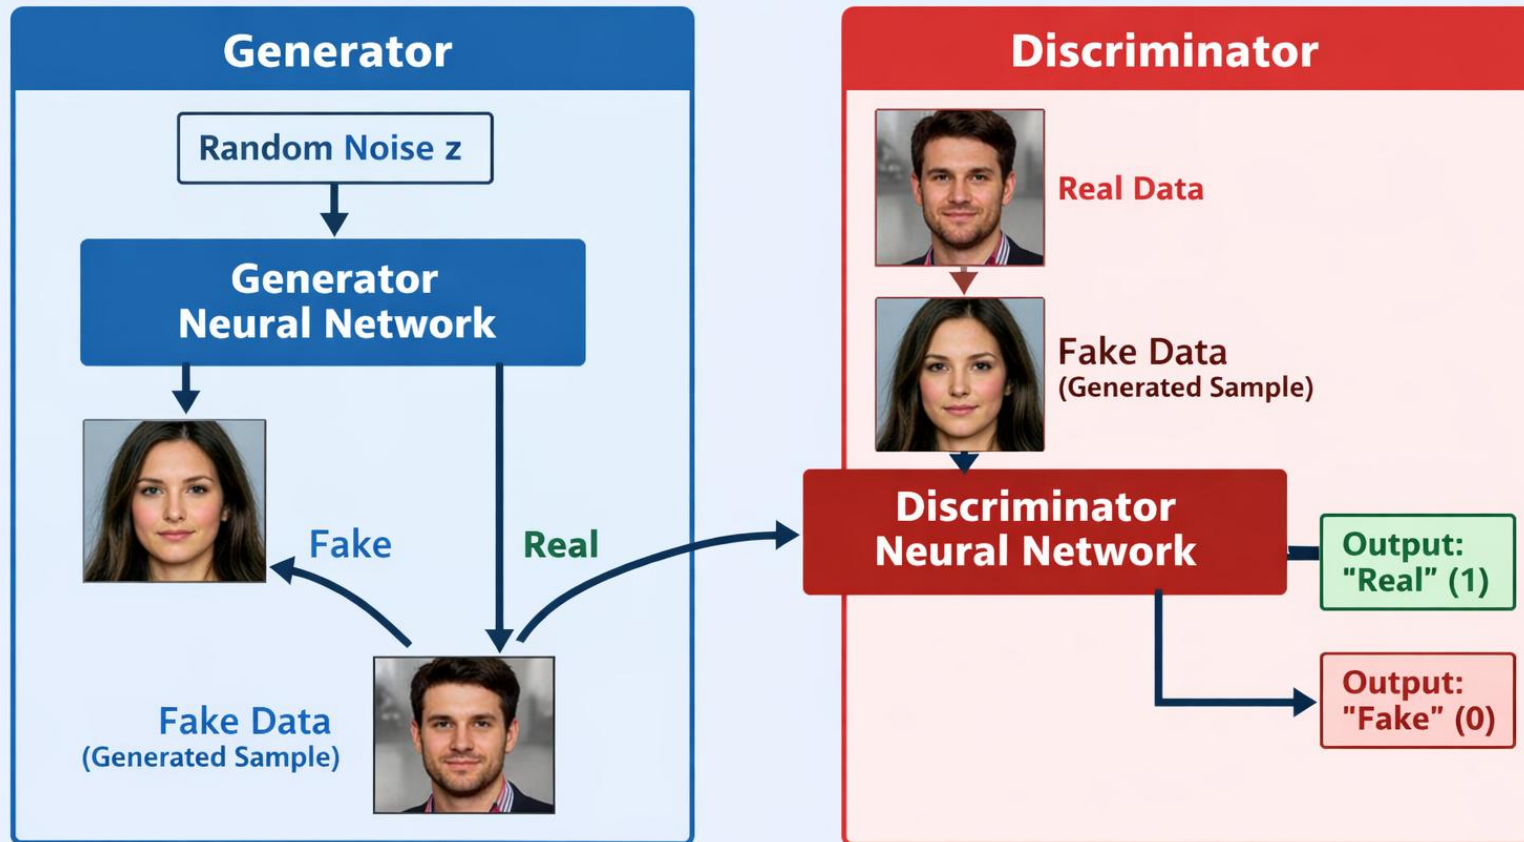 Generator
Random Noise z
Generator
Neural Network
Fake
Real
Fake Data
(Generated Sample)
Discriminator
Real Data
Fake Data
(Generated Sample)
Discriminator
Neural Network
Output:
"Real" (1)
Output:
"Fake" (0)